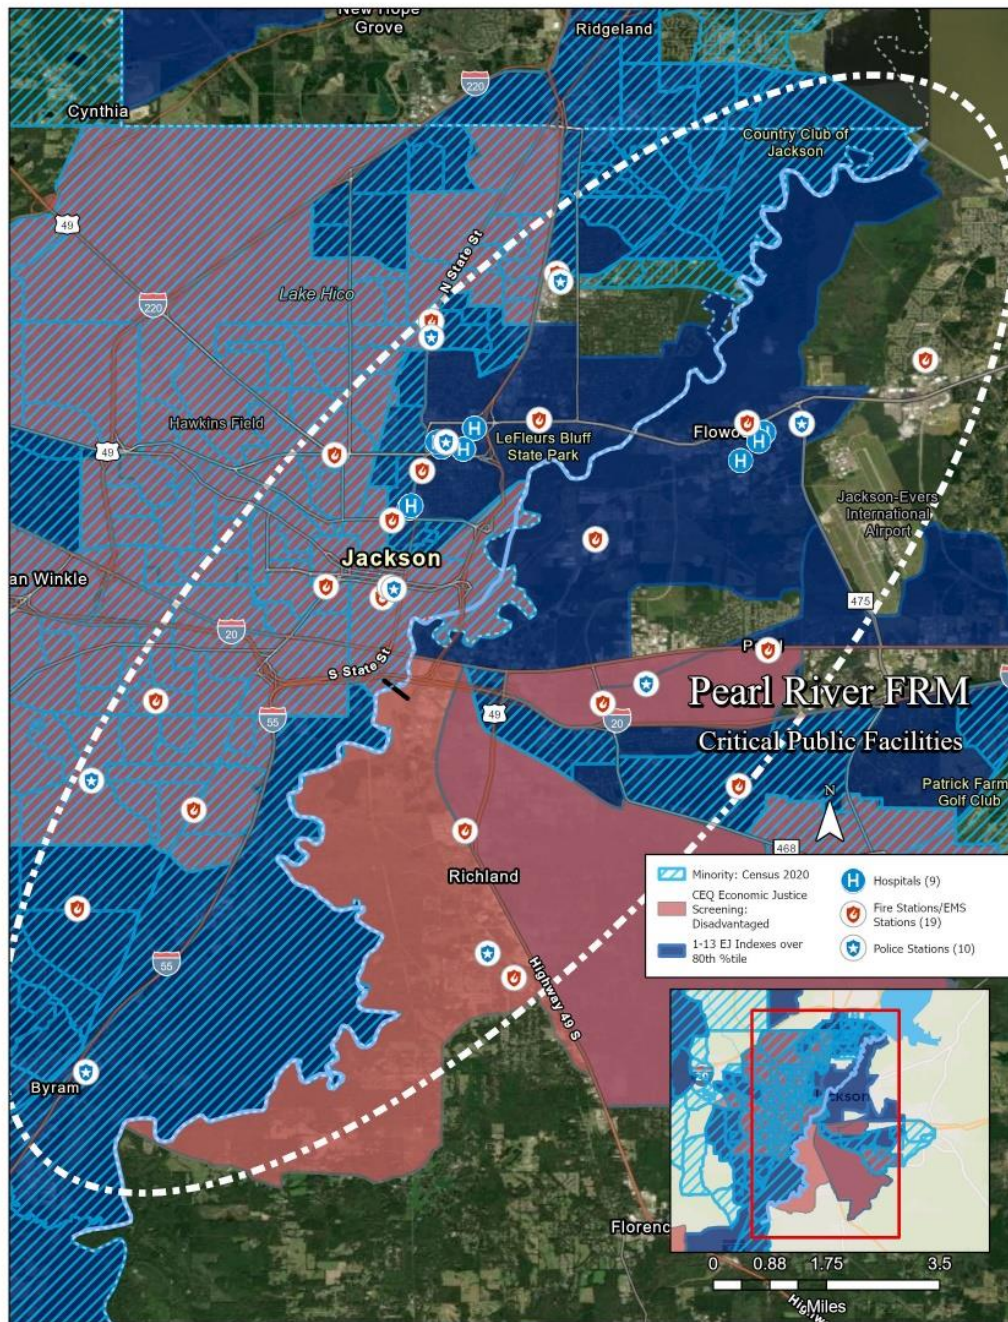 New Hope
Grove
Ridgeland
220
Cynthia
Country Club of
Jackson
49
N State St
Lake Hico
220
Hawkins Field
49
LeFleurs Bluff
State Park
Jackson-Evers
International
Airport
Jackson
an Winkle
475
20
S State St
Pearl River FRM
Critical Public Facilities
55
49
20
Patrick Farm
Golf Club
N
468
Richland
Minority: Census 2020
CEQ Economic Justice
Screening:
Disadvantaged
1-13 EJ Indexes over
80th %tile
H
Hospitals (9)
Fire Stations/EMS
Stations (19)
Police Stations (10)
55
Highway 49 S
Byram
Florenc
0 0.88 1.75 3.5
Miles